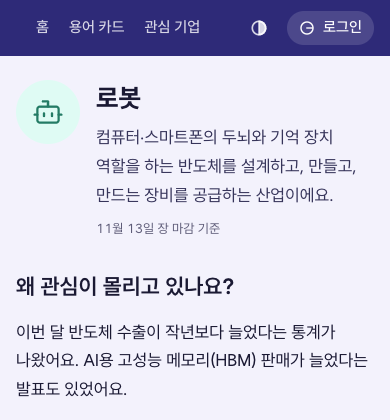 홈 용어 카드 관심 기업 로그인
로봇
컴퓨터·스마트폰의 두뇌와 기억 장치
역할을 하는 반도체를 설계하고, 만들고,
만드는 장비를 공급하는 산업이에요.
11월 13일 장 마감 기준
왜 관심이 몰리고 있나요?
이번 달 반도체 수출이 작년보다 늘었다는 통계가
나왔어요. AI용 고성능 메모리(HBM) 판매가 늘었다는
발표도 있었어요.